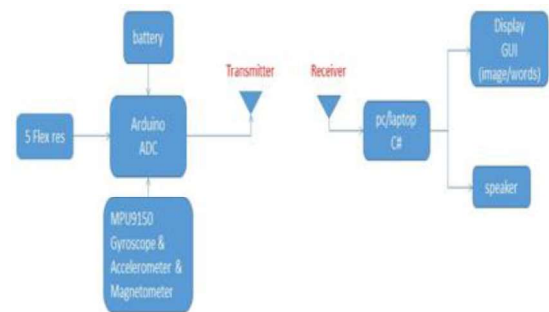 battery
Transmitter
Receiver
Display
GUI
(image/words)
5 Flex res
Arduino
ADC
pc/laptop
C#
speaker
MPU9150
Gyroscope &
Accelerometer &
Magnetometer